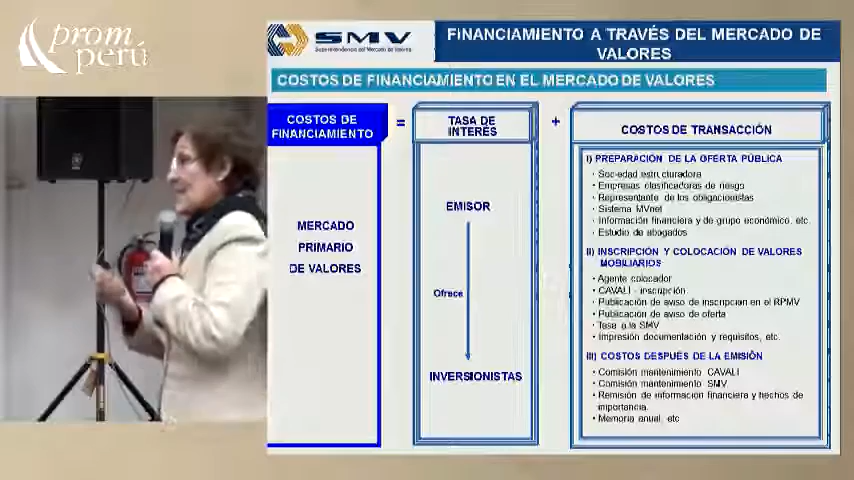 prom
perú
SMV
Superintendencia del Mercado de Valores
FINANCIAMIENTO A TRAVÉS DEL MERCADO DE
VALORES
COSTOS DE FINANCIAMIENTO EN EL MERCADO DE VALORES
COSTOS DE
FINANCIAMIENTO
=
TASA DE
INTERÉS
+
COSTOS DE TRANSACCIÓN
MERCADO
PRIMARIO
DE VALORES
EMISOR
Ofrece
INVERSIONISTAS
I) PREPARACIÓN DE LA OFERTA PÚBLICA
• Sociedad estructuradora
• Empresas clasificadoras de riesgo
• Representante de los obligacionistas
• Sistema MVnet
• Información financiera y de grupo económico, etc.
• Estudio de abogados
II) INSCRIPCIÓN Y COLOCACIÓN DE VALORES
MOBILIARIOS
• Agente colocador
• CAVALI - inscripción
• Publicación de aviso de inscripcion en el RPMV
• Publicación de aviso de oferta
• Tasa a la SMV
• Impresión documentación y requisitos, etc.
III) COSTOS DESPUÉS DE LA EMISIÓN
• Comisión mantenimiento CAVALI
• Comisión mantenimiento SMV
• Remisión de información financiera y hechos de
importancia.
• Memoria anual, etc